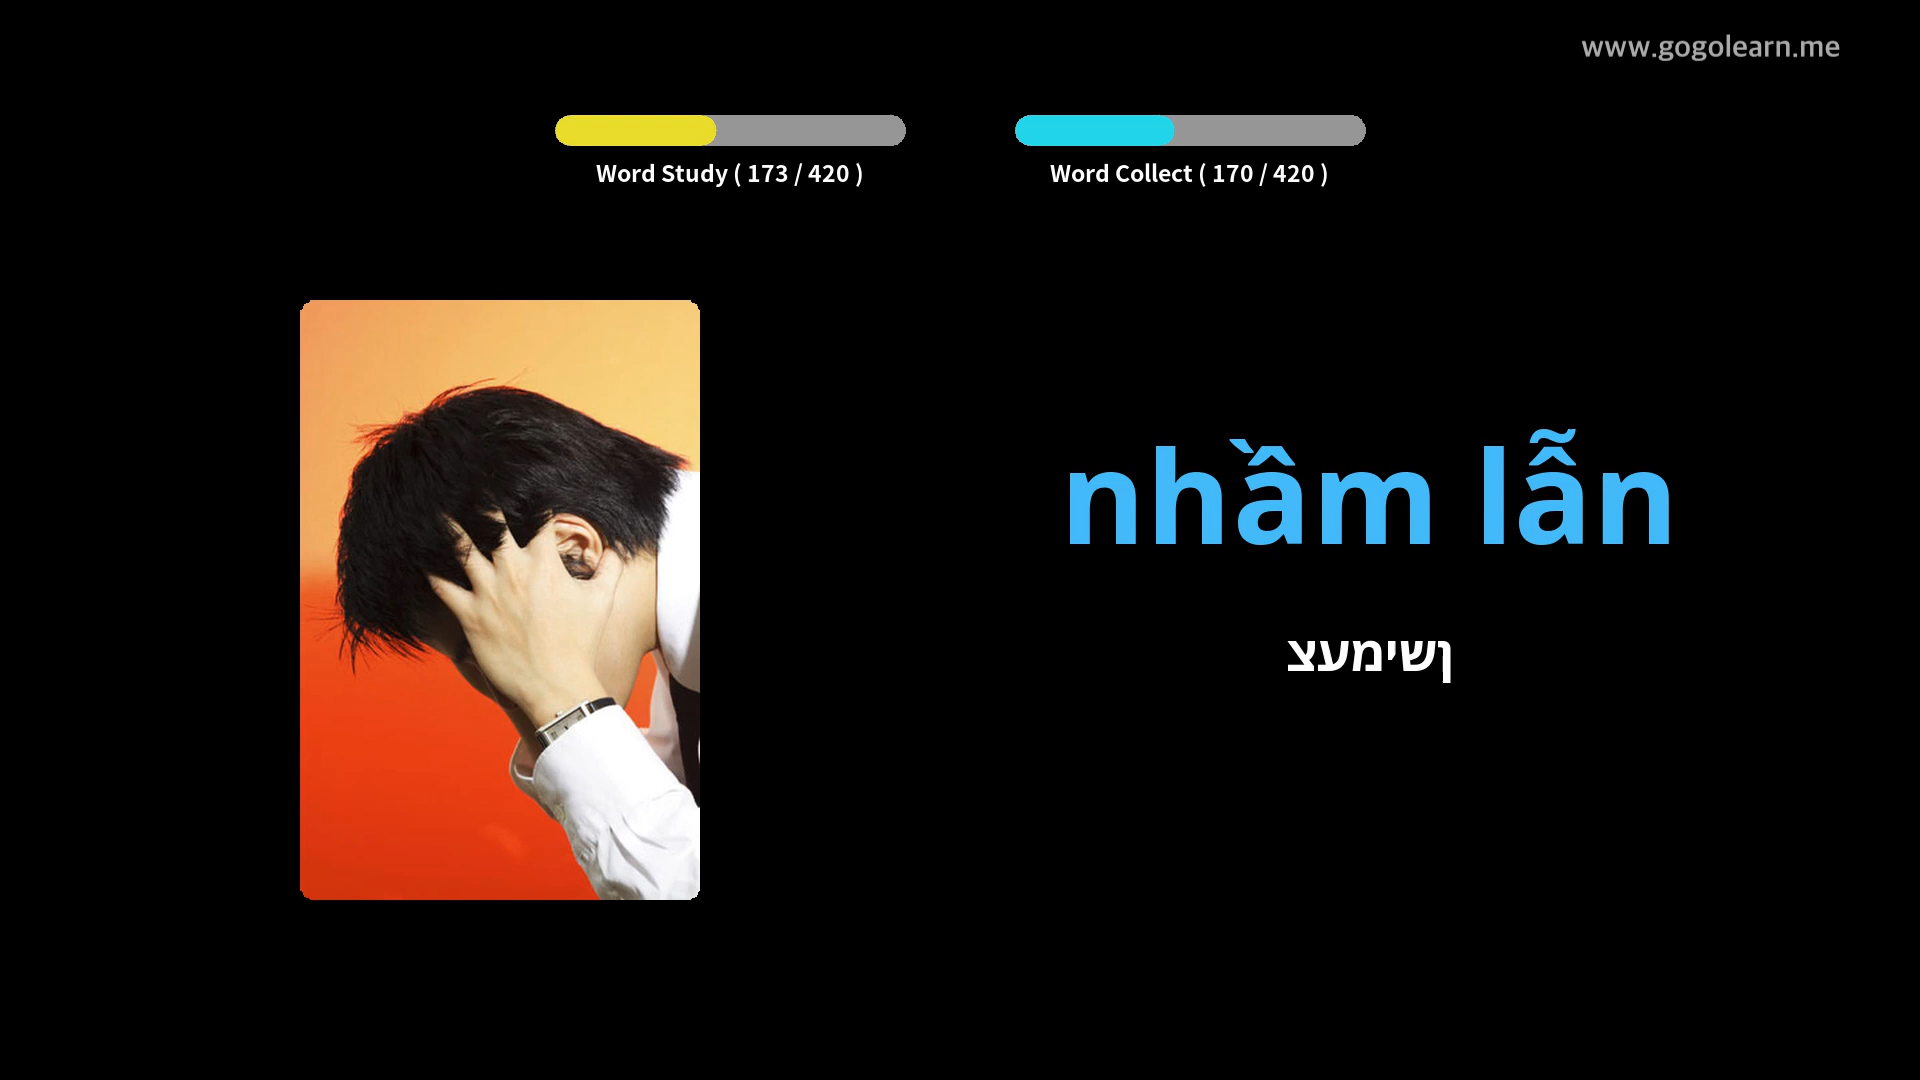 www.gogolearn.me
Word Study ( 173 / 420 )
Word Collect ( 170 / 420 )
nhầm lẫn
ןשימעצ